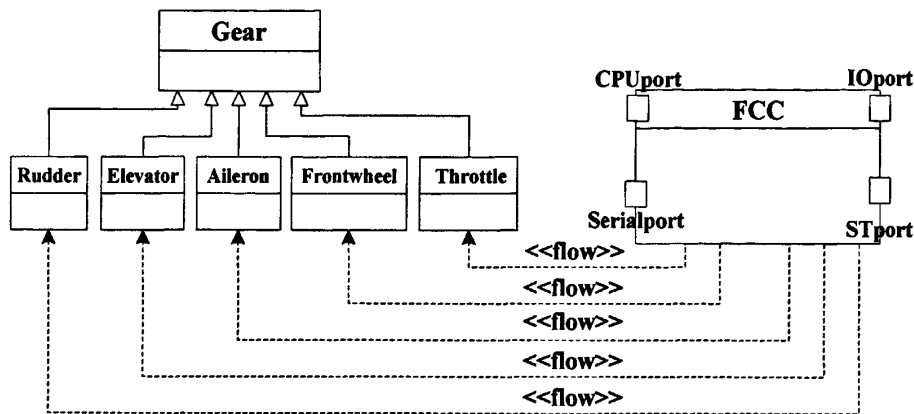 Gear
CPUport IOport
FCC
Rudder Elevator Aileron Frontwheel Throttle
Serialport STport
<<flow>>
<<flow>>
<<flow>>
<<flow>>
<<flow>>